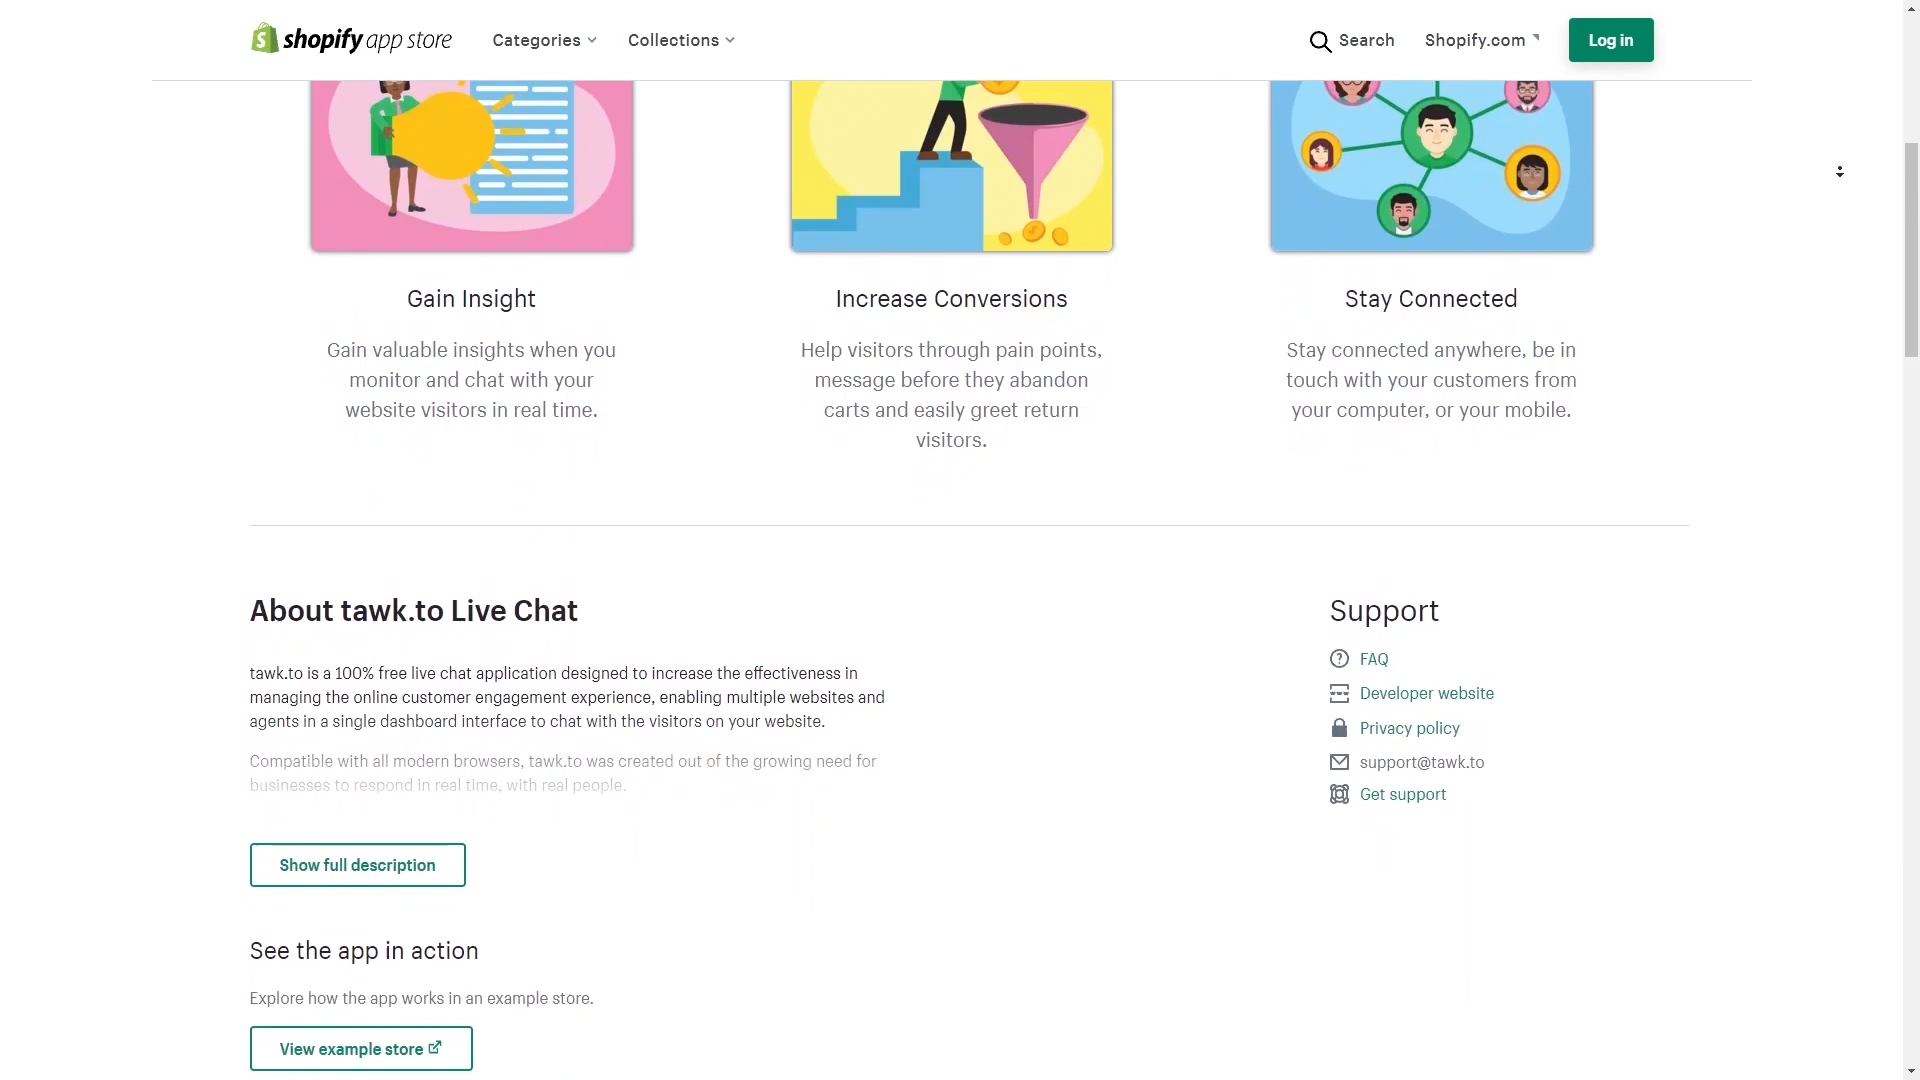 shopify app store
Categories
Collections
Search
Shopify.com
Log in
Gain Insight
Gain valuable insights when you
monitor and chat with your
website visitors in real time.
Increase Conversions
Help visitors through pain points,
message before they abandon
carts and easily greet return
visitors.
Stay Connected
Stay connected anywhere, be in
touch with your customers from
your computer, or your mobile.
About tawk.to Live Chat
tawk.to is a 100% free live chat application designed to increase the effectiveness in
managing the online customer engagement experience, enabling multiple websites and
agents in a single dashboard interface to chat with the visitors on your website.
Compatible with all modern browsers, tawk.to was created out of the growing need for
businesses to respond in real time, with real people.
Show full description
See the app in action
Explore how the app works in an example store.
View example store
Support
FAQ
Developer website
Privacy policy
support@tawk.to
Get support